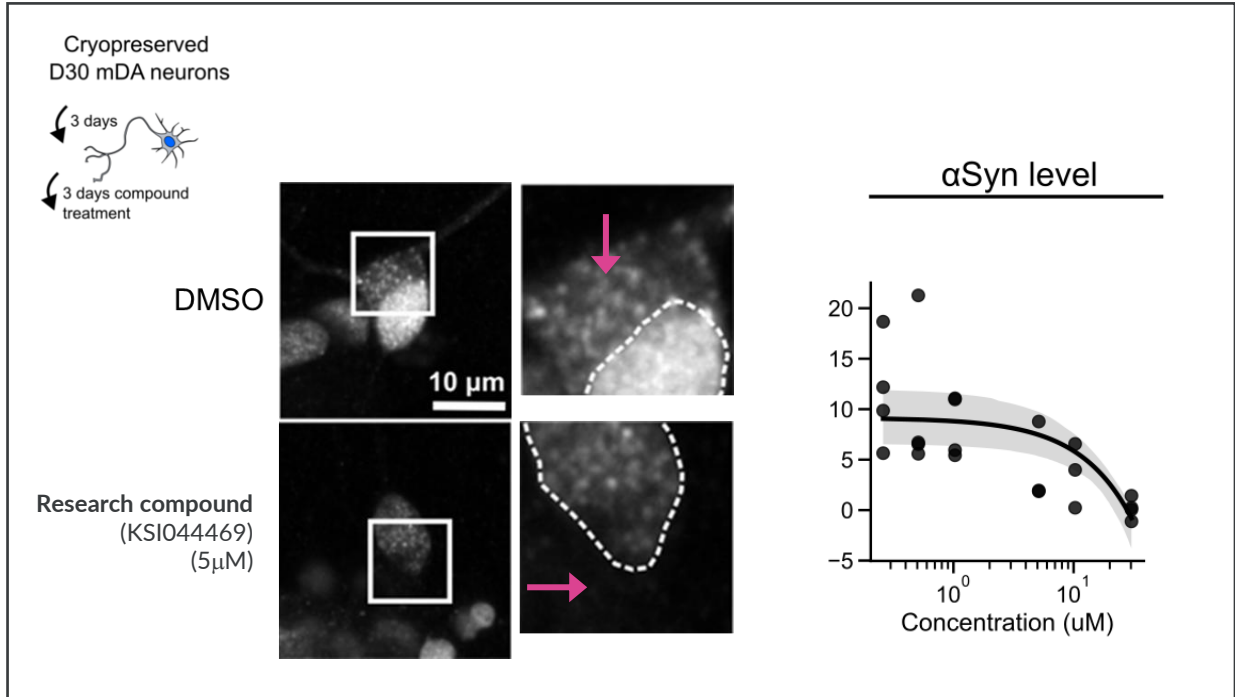 Cryopreserved
D30 mDA neurons
3 days
3 days compound
treatment
DMSO
10 µm
Research compound
(KSI044469)
(5µM)
αSyn level
20
15
10
5
0
−5
10⁰
10¹
Concentration (uM)